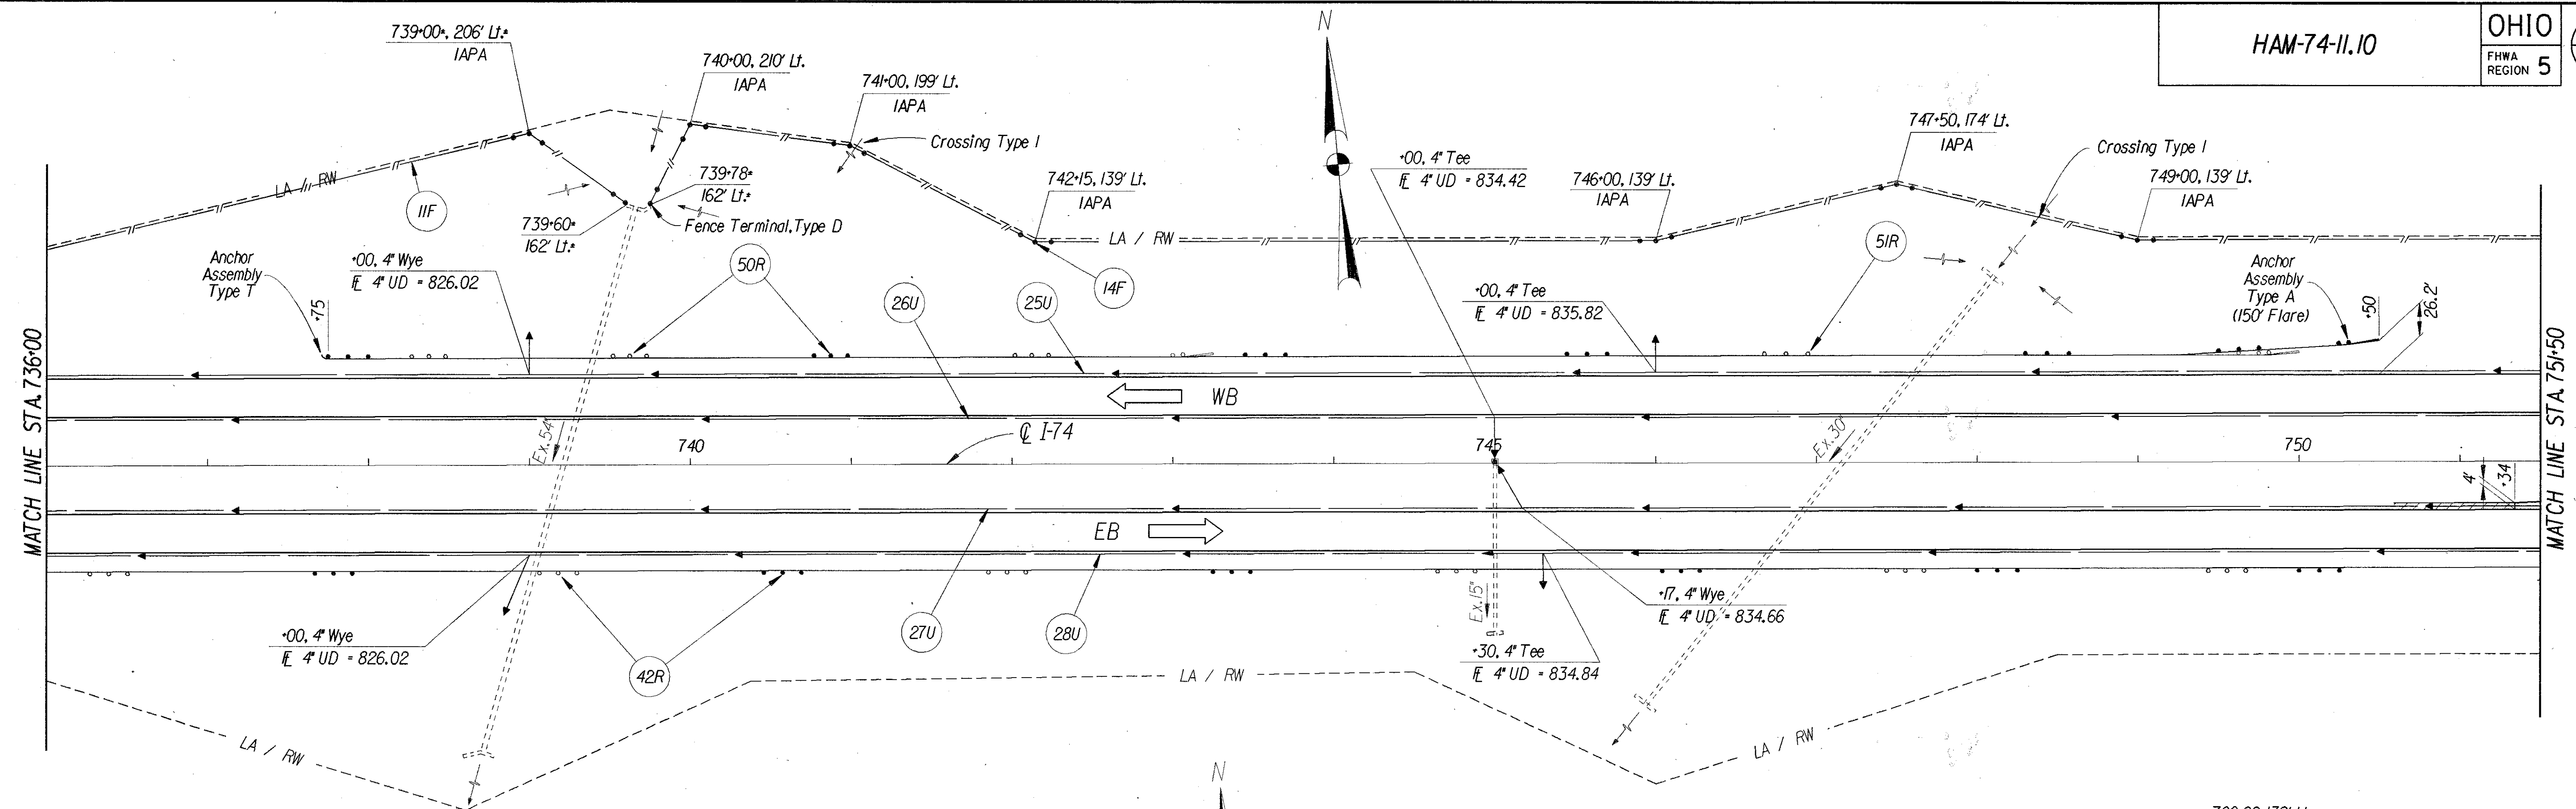 HAM-74-11.10
OHIO
FHWA
REGION 5
N
739+00±, 206' Lt.±
IAPA
740+00, 210' Lt.
IAPA
741+00, 199' Lt.
IAPA
Crossing Type I
747+50, 174' Lt.
IAPA
Crossing Type I
+00, 4" Tee
FL 4" UD = 834.42
LA / RW
11F
739+78±
162' Lt.±
742+15, 139' Lt.
IAPA
746+00, 139' Lt.
IAPA
749+00, 139' Lt.
IAPA
739+60±
162' Lt.±
Fence Terminal, Type D
LA / RW
51R
Anchor
Assembly
Type T
+00, 4" Wye
FL 4" UD = 826.02
50R
26U
25U
14F
+00, 4" Tee
FL 4" UD = 835.82
Anchor
Assembly
Type A
(150' Flare)
+75
+50
26.2'
MATCH LINE STA. 736+00
MATCH LINE STA. 751+50
WB
Ex. 54"
740
CL I-74
745
Ex. 30"
750
4'
+34
EB
Ex. 15"
+00, 4" Wye
FL 4" UD = 826.02
42R
27U
28U
+17, 4" Wye
FL 4" UD = 834.66
+30, 4" Tee
FL 4" UD = 834.84
LA / RW
LA / RW
LA / RW
N